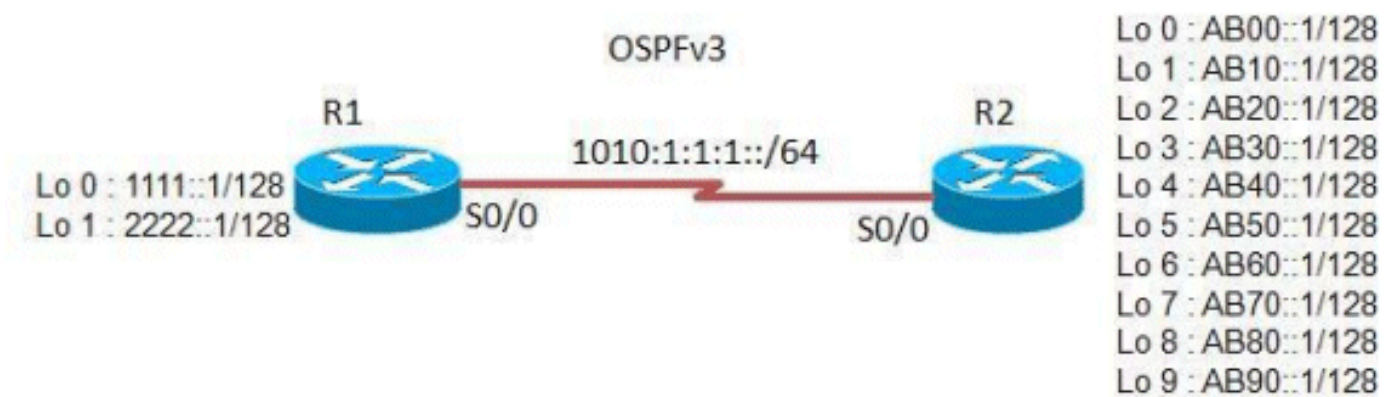 OSPFv3
R1
Lo 0 : 1111::1/128
Lo 1 : 2222::1/128
S0/0
1010:1:1:1::/64
R2
S0/0
Lo 0 : AB00::1/128
Lo 1 : AB10::1/128
Lo 2 : AB20::1/128
Lo 3 : AB30::1/128
Lo 4 : AB40::1/128
Lo 5 : AB50::1/128
Lo 6 : AB60::1/128
Lo 7 : AB70::1/128
Lo 8 : AB80::1/128
Lo 9 : AB90::1/128